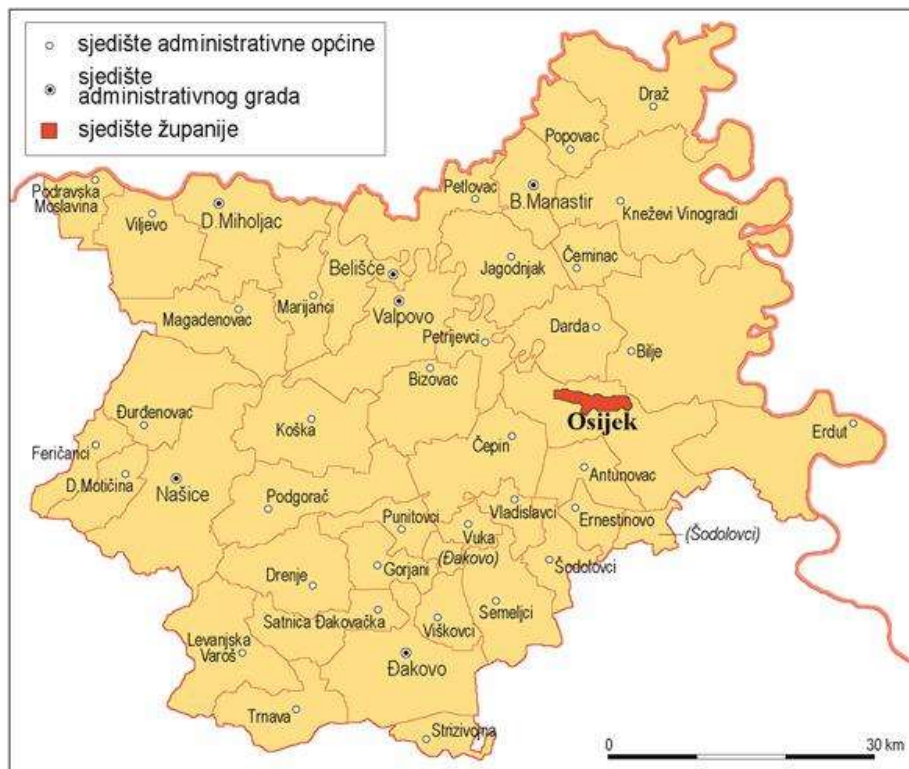 sjedište administrativne općine
sjedište
administrativnog grada
sjedište županije
Draž
Popovac
Podravska
Moslavina
Viljevo
D.Miholjac
Petlovac
B.Manastir
Kneževi Vinogradi
Belišće
Jagodnjak
Čeminac
Magadenovac
Marijanci
Valpovo
Petrijevci
Darda
Bilje
Bizovac
Đurđenovac
Koška
Osijek
Erdut
Feričanci
Čepin
D.Motičina
Našice
Antunovac
Podgorač
Vladislavci
Punitovci
Ernestinovo
Vuka
(Šodolovci)
(Đakovo)
Gorjani
Šodolovci
Drenje
Satnica Đakovačka
Semeljci
Viškovci
Levanjska
Varoš
Đakovo
Trnava
Strizivojna
0
30 km